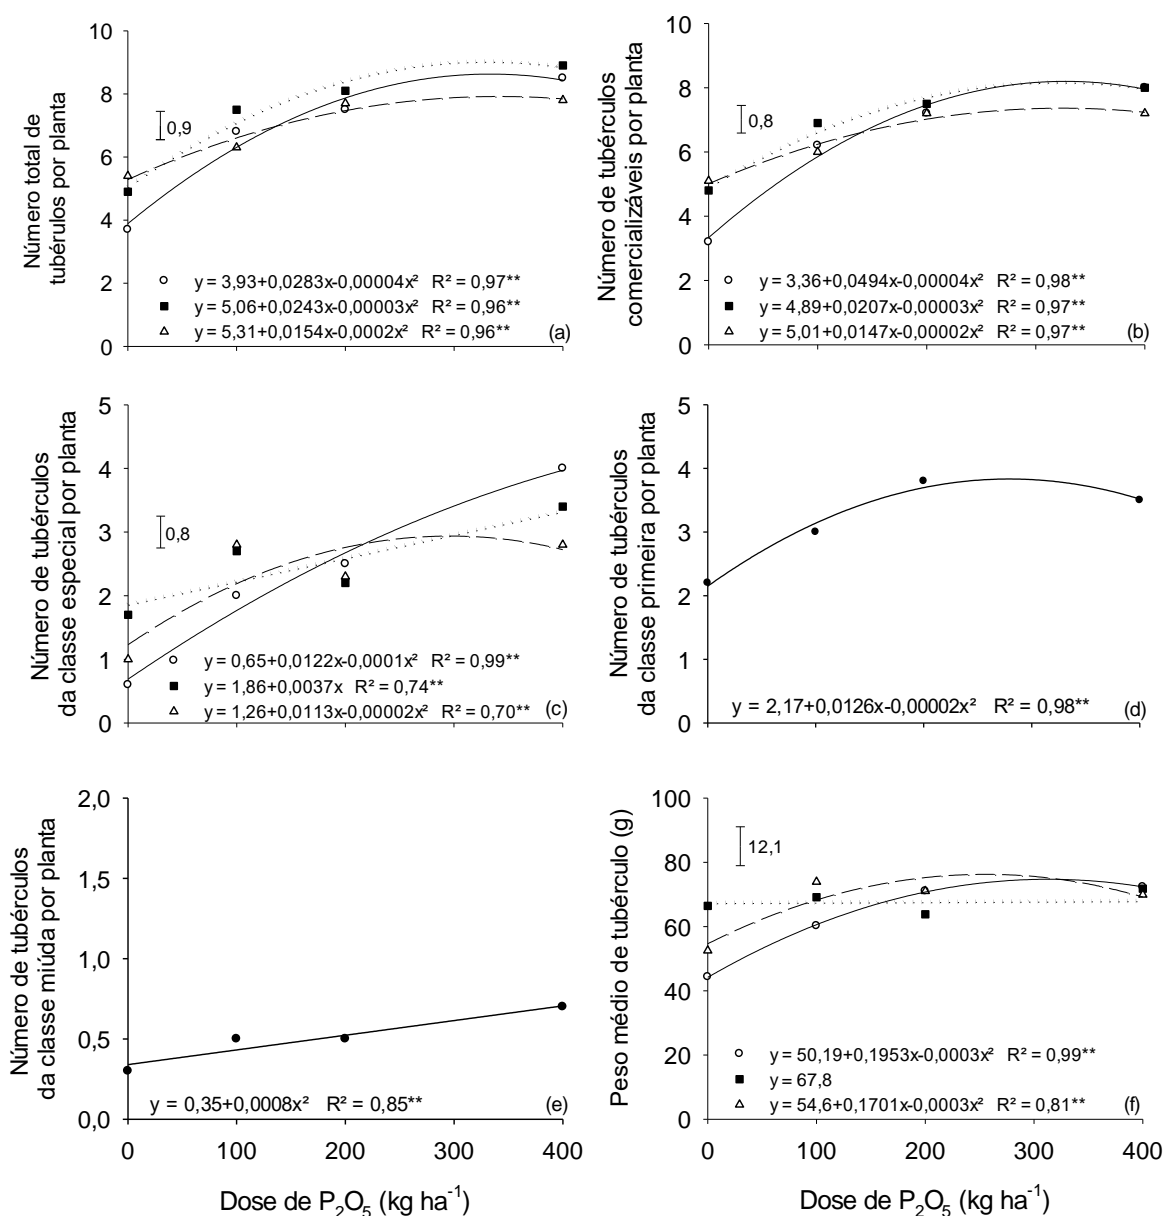 10
8
6
4
2
0
Número total de
tubérulos por planta
0,9
y = 3,93+0,0283x-0,00004x² R² = 0,97**
y = 5,06+0,0243x-0,00003x² R² = 0,96**
y = 5,31+0,0154x-0,0002x² R² = 0,96**
(a)
10
8
6
4
2
0
Número de tubérculos
comercializáveis por planta
0,8
y = 3,36+0,0494x-0,00004x² R² = 0,98**
y = 4,89+0,0207x-0,00003x² R² = 0,97**
y = 5,01+0,0147x-0,00002x² R² = 0,97**
(b)
5
4
3
2
1
0
Número de tubérculos
da classe especial por planta
0,8
y = 0,65+0,0122x-0,0001x² R² = 0,99**
y = 1,86+0,0037x R² = 0,74**
y = 1,26+0,0113x-0,00002x² R² = 0,70**
(c)
5
4
3
2
1
0
Número de tubérculos
da classe primeira por planta
y = 2,17+0,0126x-0,00002x² R² = 0,98**
(d)
2,0
1,5
1,0
0,5
0,0
Número de tubérculos
da classe miúda por planta
y = 0,35+0,0008x² R² = 0,85**
(e)
0 100 200 300 400
Dose de P₂O₅ (kg ha⁻¹)
100
80
60
40
20
0
Peso médio de tubérculo (g)
12,1
y = 50,19+0,1953x-0,0003x² R² = 0,99**
y = 67,8
y = 54,6+0,1701x-0,0003x² R² = 0,81**
(f)
0 100 200 300 400
Dose de P₂O₅ (kg ha⁻¹)